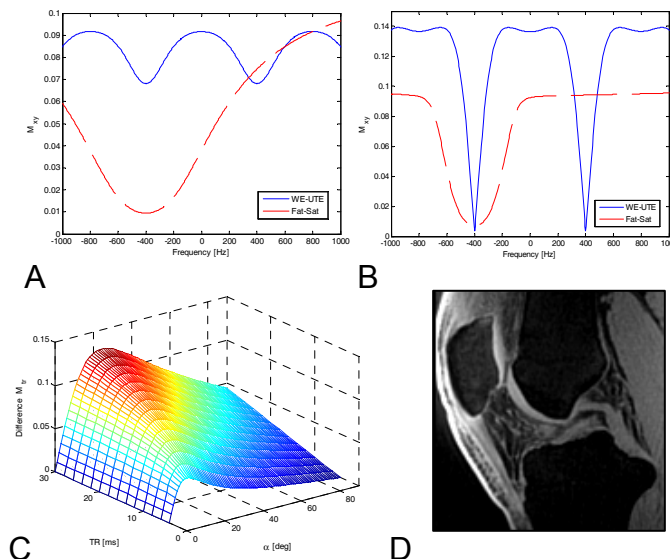 0.1
0.09
0.08
0.07
0.06
0.05
0.04
0.03
0.02
0.01
0
M xy
-1000 -800 -600 -400 -200 0 200 400 600 800 1000
Frequency [Hz]
WE-UTE
Fat-Sat
A
0.14
0.12
0.1
0.08
0.06
0.04
0.02
0
M xy
-1000 -800 -600 -400 -200 0 200 400 600 800 1000
Frequency [Hz]
WE-UTE
Fat-Sat
B
0.15
0.1
0.05
0
Difference M tr
30
20
10
0
TR [ms]
0
20
40
60
80
α [deg]
C
D